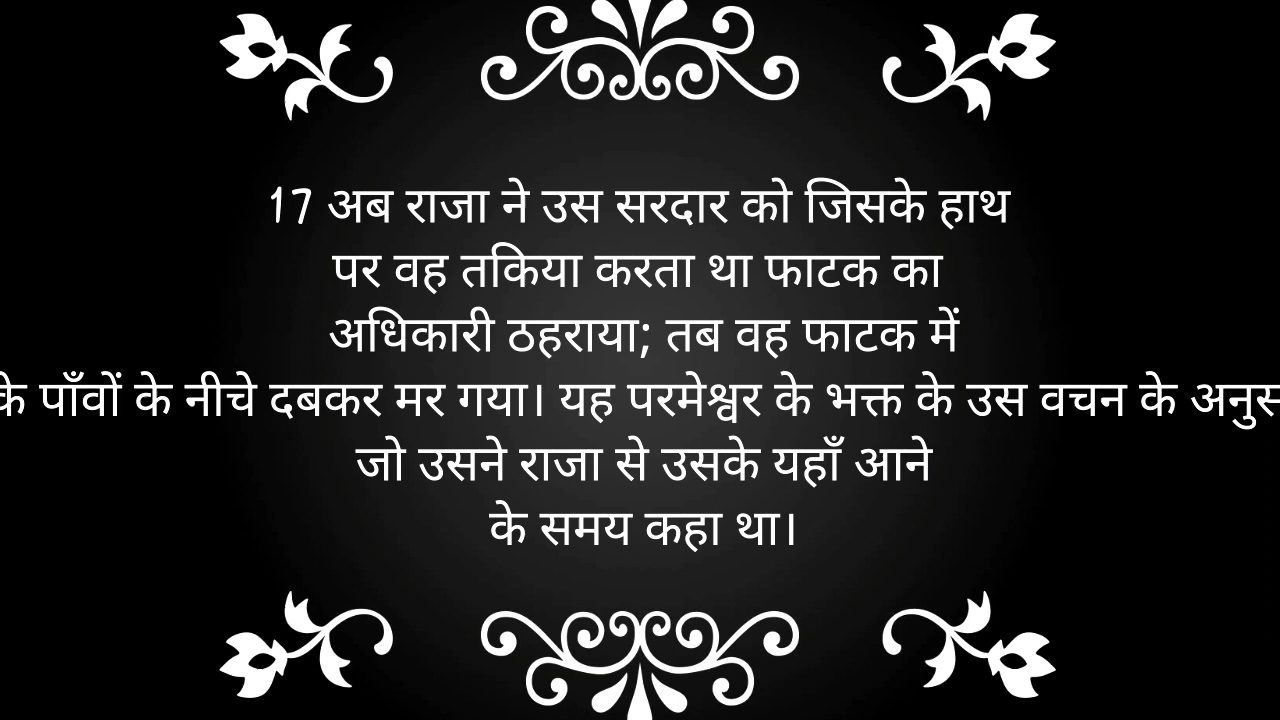 17 अब राजा ने उस सरदार को जिसके हाथ
पर वह तकिया करता था फाटक का
अधिकारी ठहराया; तब वह फाटक में
के पाँवों के नीचे दबकर मर गया। यह परमेश्वर के भक्त के उस वचन के
जो उसने राजा से उसके यहाँ आने
के समय कहा था।